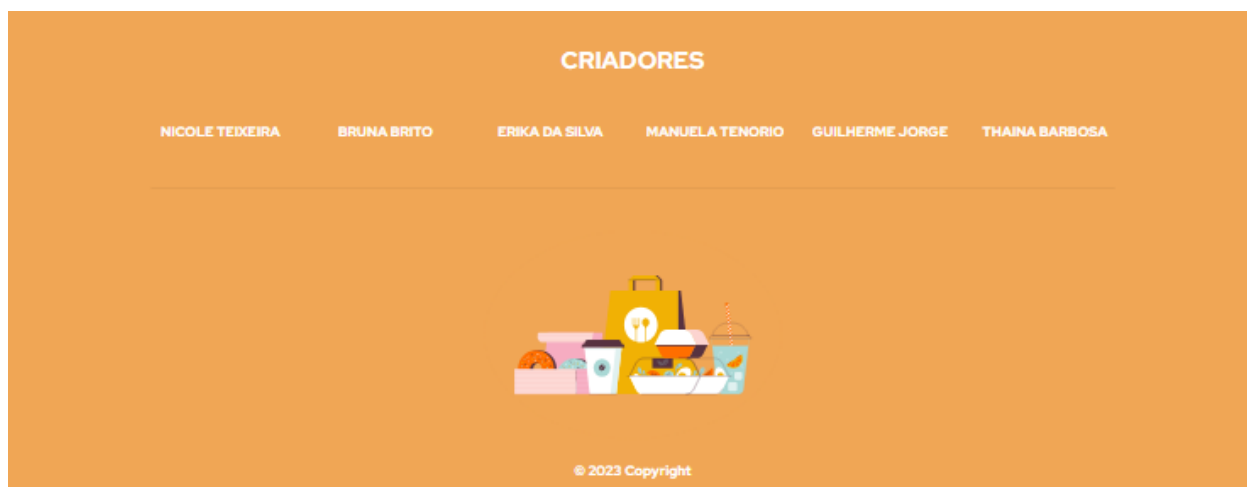 CRIADORES
NICOLE TEIXEIRA BRUNA BRITO ERIKA DA SILVA MANUELA TENORIO GUILHERME JORGE THAINA BARBOSA
© 2023 Copyright